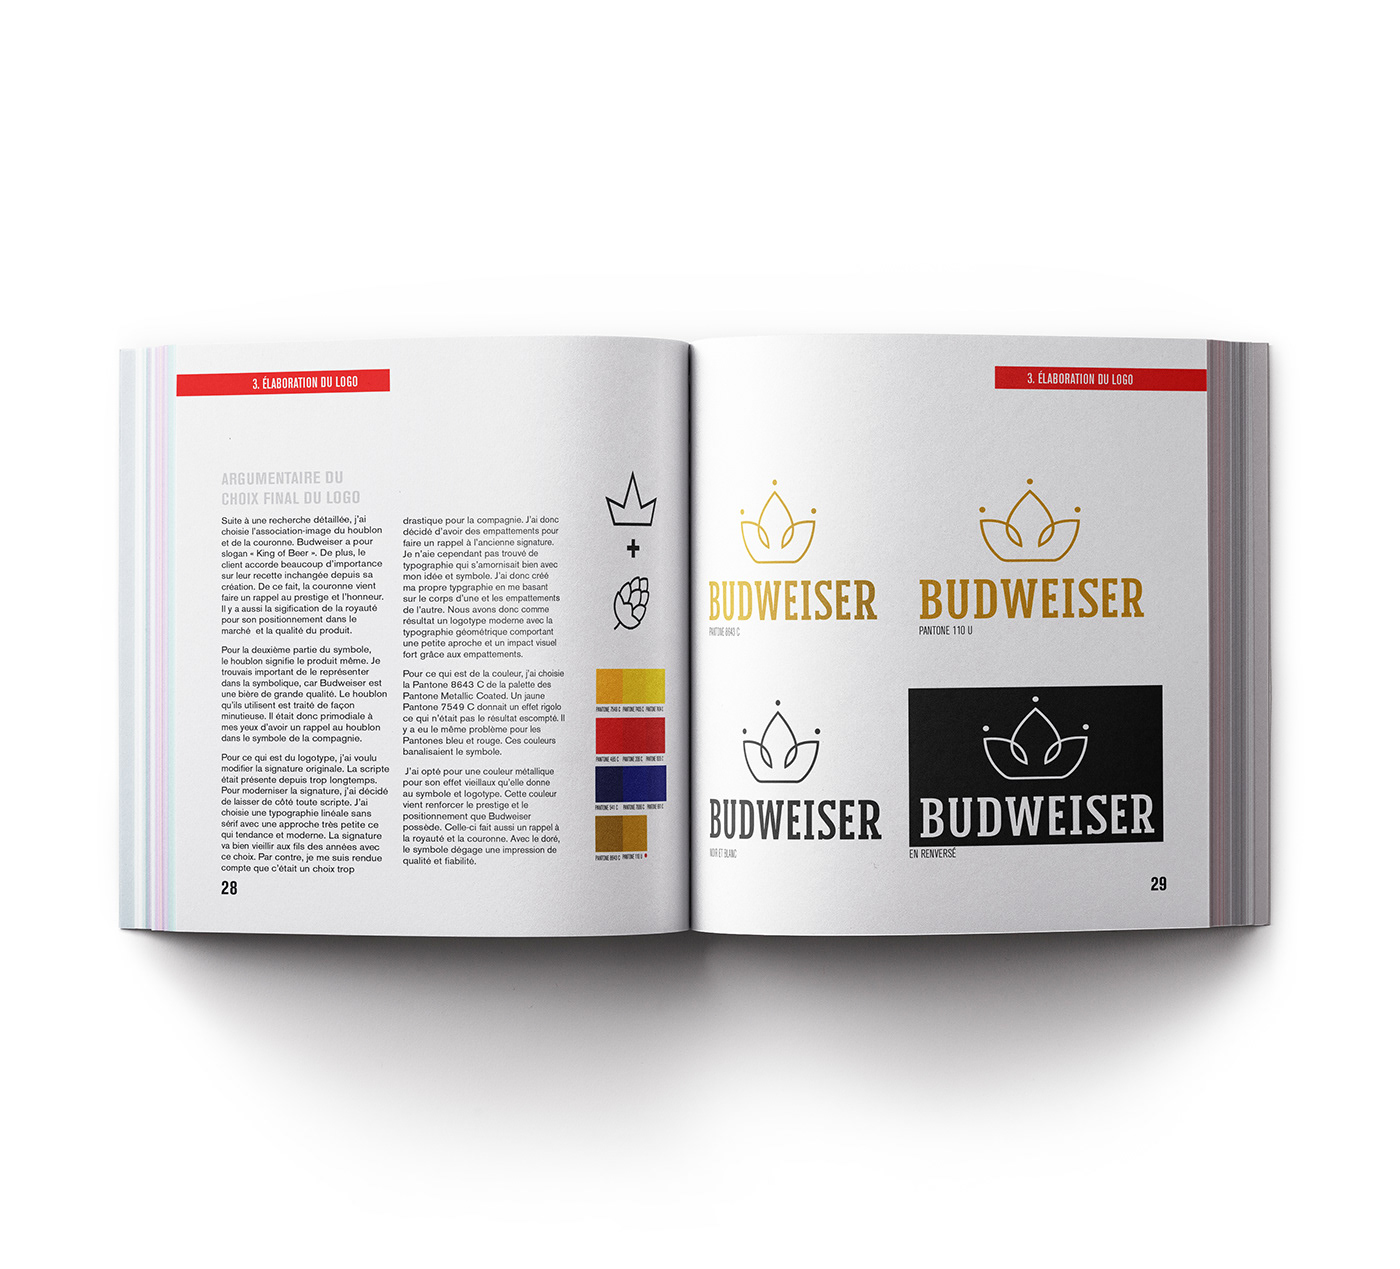 3. ÉLABORATION DU LOGO
ARGUMENTAIRE DU
CHOIX FINAL DU LOGO
Suite à une recherche détaillée, j'ai
choisie l'association-image du houblon
et de la couronne. Budweiser a pour
slogan « King of Beer ». De plus, le
client accorde beaucoup d'importance
sur leur recette inchangée depuis sa
création. De ce fait, la couronne vient
faire un rappel au prestige et l'honneur.
Il y a aussi la sigification de la royauté
pour son positionnement dans le
marché et la qualité du produit.
Pour la deuxième partie du symbole,
le houblon signifie le produit même. Je
trouvais important de le représenter
dans la symbolique, car Budweiser est
une bière de grande qualité. Le houblon
qu'ils utilisent est traité de façon
minutieuse. Il était donc primodiale à
mes yeux d'avoir un rappel au houblon
dans le symbole de la compagnie.
Pour ce qui est du logotype, j'ai voulu
modifier la signature originale. La scripte
était présente depuis trop longtemps.
Pour moderniser la signature, j'ai décidé
de laisser de côté toute scripte. J'ai
choisie une typographie linéale sans
sérif avec une approche très petite ce
qui tendance et moderne. La signature
va bien vieillir aux fils des années avec
ce choix. Par contre, je me suis rendue
compte que c'était un choix trop
28
drastique pour la compagnie. J'ai donc
décidé d'avoir des empattements pour
faire un rappel à l'ancienne signature.
Je n'aie cependant pas trouvé de
typographie qui s'amornisait bien avec
mon idée et symbole. J'ai donc créé
ma propre typgraphie en me basant
sur le corps d'une et les empattements
de l'autre. Nous avons donc comme
résultat un logotype moderne avec la
typographie géométrique comportant
une petite aproche et un impact visuel
fort grâce aux empattements.
Pour ce qui est de la couleur, j'ai choisie
la Pantone 8643 C de la palette des
Pantone Metallic Coated. Un jaune
Pantone 7549 C donnait un effet rigolo
ce qui n'était pas le résultat escompté. Il
y a eu le même problème pour les
Pantones bleu et rouge. Ces couleurs
banalisaient le symbole.
J'ai opté pour une couleur métallique
pour son effet vieillaux qu'elle donne
au symbole et logotype. Cette couleur
vient renforcer le prestige et le
positionnement que Budweiser
possède. Celle-ci fait aussi un rappel à
la royauté et la couronne. Avec le doré,
le symbole dégage une impression de
qualité et fiabilité.
+
PANTONE 7549 C
PANTONE 8643 C PANTONE 110 U
3. ÉLABORATION DU LOGO
BUDWEISER
PANTONE 8643 C
BUDWEISER
PANTONE 110 U
BUDWEISER
NOIR ET BLANC
BUDWEISER
EN RENVERSÉ
29